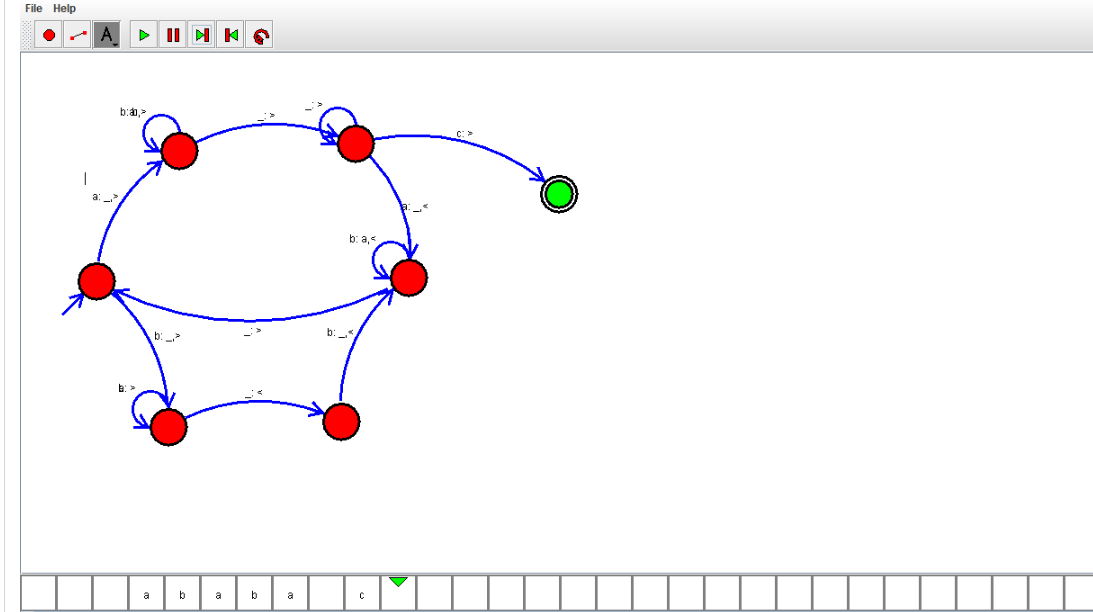 File Help
A
_: >
_: >
c: >
a: _,>
a: _,<
b: a,<
_: >
b: _,>
b: _,<
_: <
a b a b a c